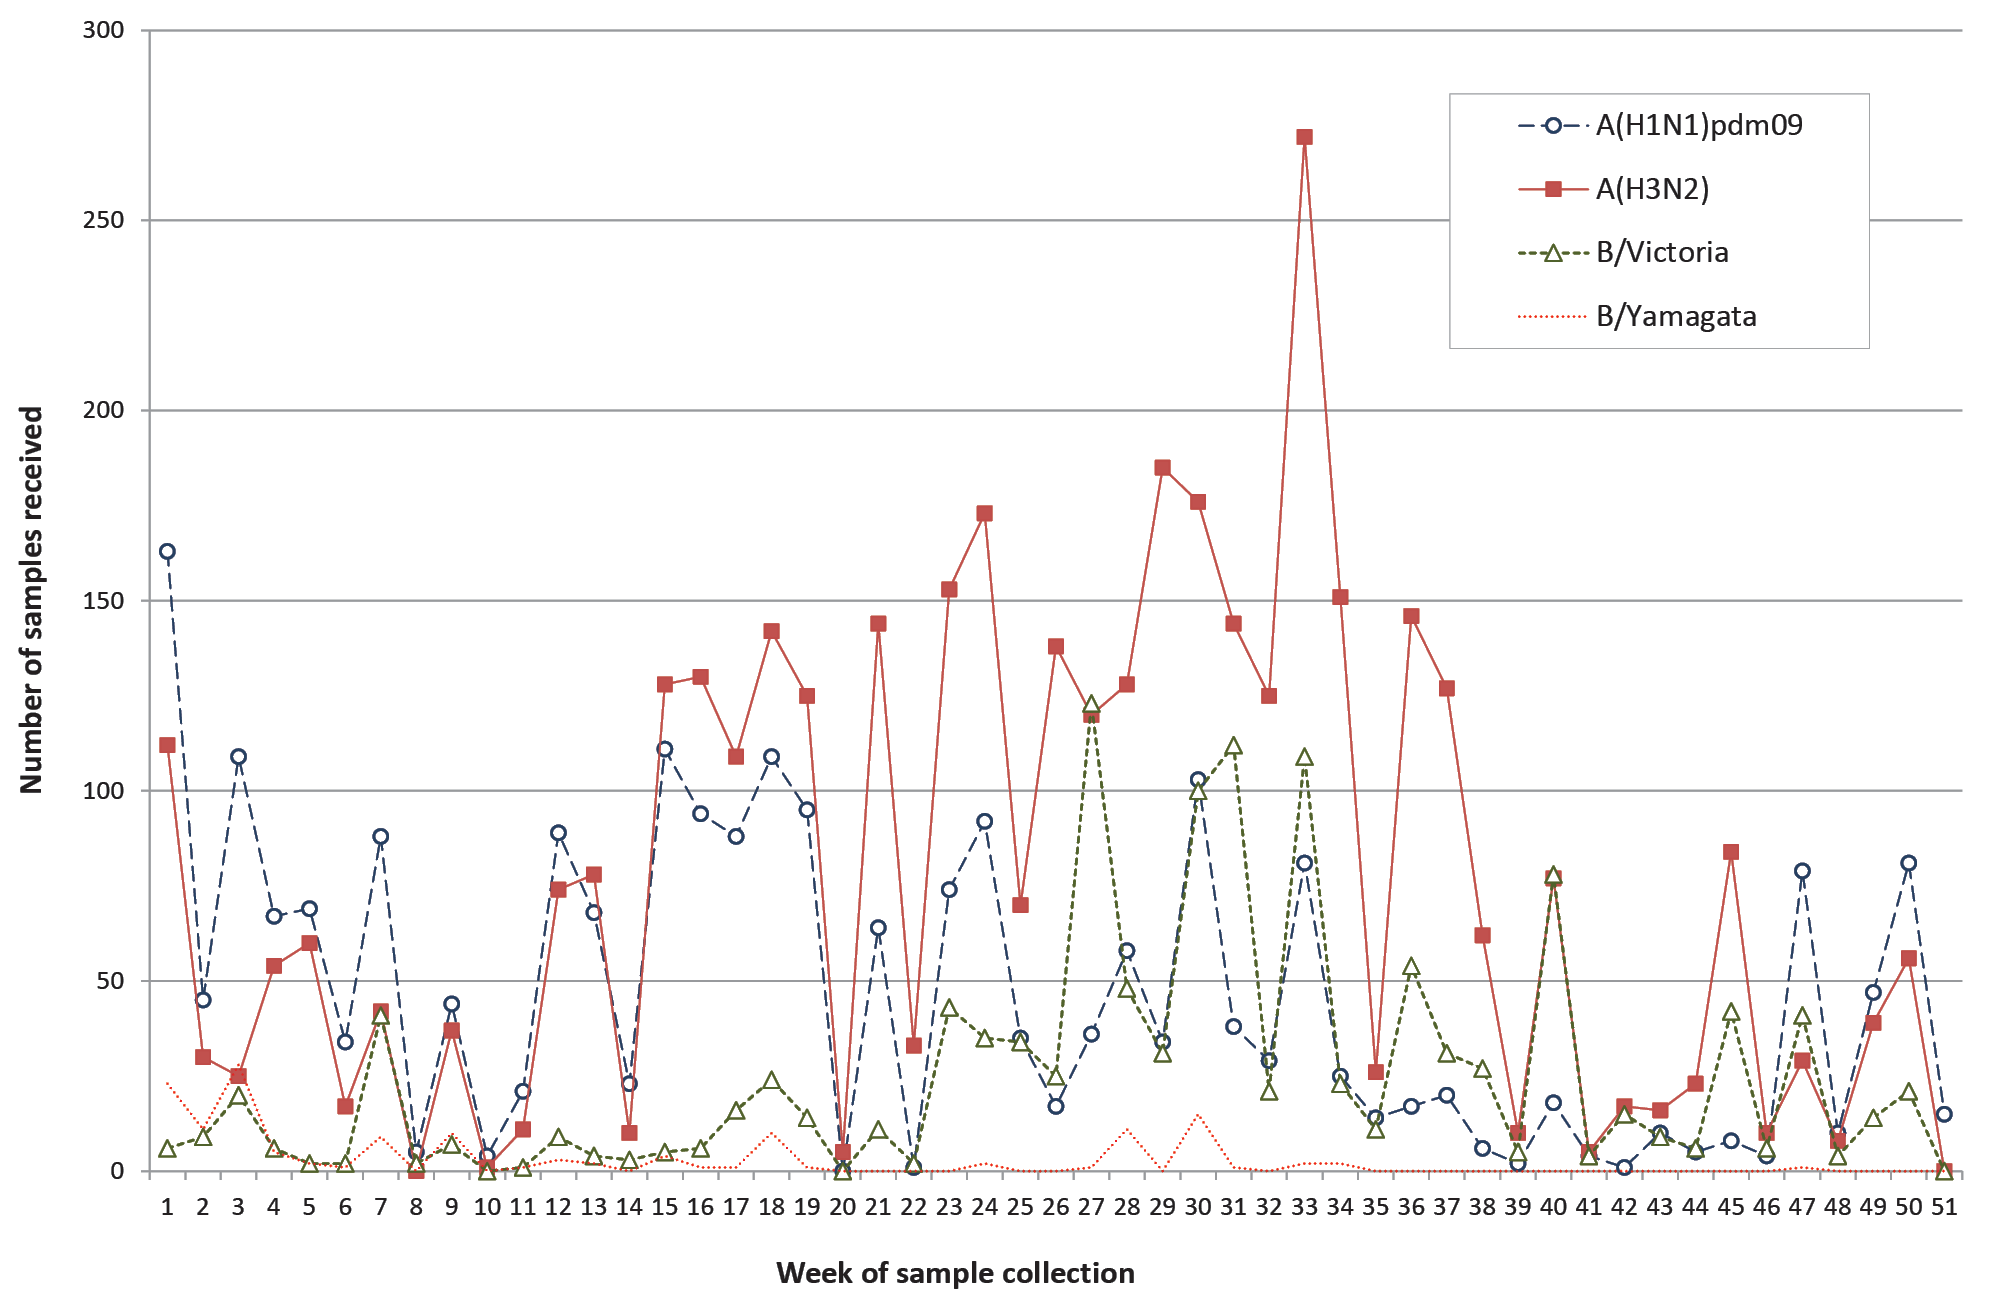 300
250
200
150
100
50
0
Number of samples received
A(H1N1)pdm09
A(H3N2)
B/Victoria
B/Yamagata
1 2 3 4 5 6 7 8 9 10 11 12 13 14 15 16 17 18 19 20 21 22 23 24 25 26 27 28 29 30 31 32 33 34 35 36 37 38 39 40 41 42 43 44 45 46 47 48 49 50 51
Week of sample collection